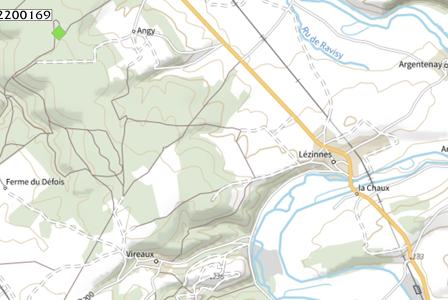 2200169
Angy
Ru de Ravisy
Argentenay
Lézinnes
la Chaux
Ferme du Défois
Vireaux